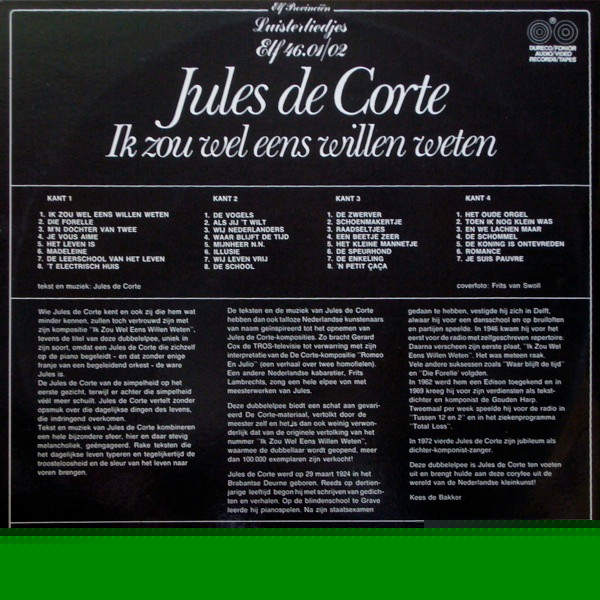 Elf Provinciën
Luisterliedjes
Elf 46.01/02
DURECO/FONIOR
AUDIO/VIDEO
RECORDS/TAPES
Jules de Corte
Ik zou wel eens willen weten
KANT 1
1. IK ZOU WEL EENS WILLEN WETEN
2. DIE FORELLE
3. M'N DOCHTER VAN TWEE
4. JE VOUS AIME
5. HET LEVEN IS
6. MADELEINE
7. DE LEERSCHOOL VAN HET LEVEN
8. 'T ELECTRISCH HUIS
KANT 2
1. DE VOGELS
2. ALS JIJ 'T WILT
3. WIJ NEDERLANDERS
4. WAAR BLIJFT DE TIJD
5. MIJNHEER N.N.
6. ILLUSIE
7. WIJ LEVEN VRIJ
8. DE SCHOOL
KANT 3
1. DE ZWERVER
2. SCHOENMAKERTJE
3. RAADSELTJES
4. EEN BEETJE ZEER
5. HET KLEINE MANNETJE
6. DE SPEURHOND
7. DE ENKELING
8. 'N PETIT ÇAÇA
KANT 4
1. HET OUDE ORGEL
2. TOEN IK NOG KLEIN WAS
3. EN WE LACHEN MAAR
4. DE SCHOMMEL
5. DE KONING IS ONTEVREDEN
6. ROMANCE
7. JE SUIS PAUVRE
tekst en muziek: Jules de Corte
coverfoto: Frits van Swoll
Wie Jules de Corte kent en ook zij die hem wat
minder kennen, zullen toch vertrouwd zijn met
zijn kompositie "Ik Zou Wel Eens Willen Weten",
tevens de titel van deze dubbelelpee, uniek in
zijn soort, omdat een Jules de Corte die zichzelf
op de piano begeleidt - en dat zonder enige
franje van een begeleidend orkest - de ware
Jules is.
De Jules de Corte van de simpelheid op het
eerste gezicht, terwijl er achter die simpelheid
véél meer schuilt. Jules de Corte vertelt zonder
opsmuk over de dagelijkse dingen des levens,
die indringend overkomen.
Tekst en muziek van Jules de Corte kombineren
een hele bijzondere sfeer, hier en daar stevig
melancholiek, geëngageerd. Rake teksten die
het dagelijkse leven typeren en tegelijkertijd de
troosteloosheid en de sleur van het leven naar
voren brengen.
De teksten en de muziek van Jules de Corte
hebben dan ook talloze Nederlandse kunstenaars
van naam geïnspireerd tot het opnemen van
Jules de Corte-komposities. Zo bracht Gerard
Cox de TROS-televisie tot verwarring met zijn
interpretatie van de De Corte-kompositie "Romeo
En Julio" (een verhaal over twee homofielen).
Een andere Nederlandse kabaretier, Frits
Lambrechts, zong een hele elpee vol met
meesterwerken van Jules.
Deze dubbelelpee biedt een schat aan gevari-
eerd De Corte-materiaal, vertolkt door de
meester zelf en het is dan ook weinig verwon-
derlijk dat van de originele vertolking van het
nummer "Ik Zou Wel Eens Willen Weten",
waarmee de dubbellaar wordt geopend, meer
dan 100.000 exemplaren zijn verkocht!
Jules de Corte werd op 29 maart 1924 in het
Brabantse Deurne geboren. Reeds op dertien-
jarige leeftijd begon hij met schrijven van gedich-
ten en verhalen. Op de blindenschool te Grave
leerde hij pianospelen. Na zijn staatsexamen
gedaan te hebben, vestigde hij zich in Delft,
alwaar hij voor een dansschool en op bruiloften
en partijen speelde. In 1946 kwam hij voor het
eerst voor de radio met zelfgeschreven repertoire.
Daarna verscheen zijn eerste plaat, "Ik Zou Wel
Eens Willen Weten". Het was meteen raak.
Vele andere suksessen zoals "Waar blijft de tijd"
en "Die Forelle" volgden.
In 1962 werd hem een Edison toegekend en in
1969 kreeg hij voor zijn verdiensten als tekst-
dichter en komponist de Gouden Harp.
Tweemaal per week speelde hij voor de radio in
"Tussen 12 en 2" en in het ziekenprogramma
"Total Loss".
In 1972 vierde Jules de Corte zijn jubileum als
dichter-komponist-zanger.
Deze dubbelelpee is Jules de Corte ten voeten
uit en brengt hulde aan deze coryfee uit de
wereld van de Nederlandse kleinkunst!
Kees de Bakker